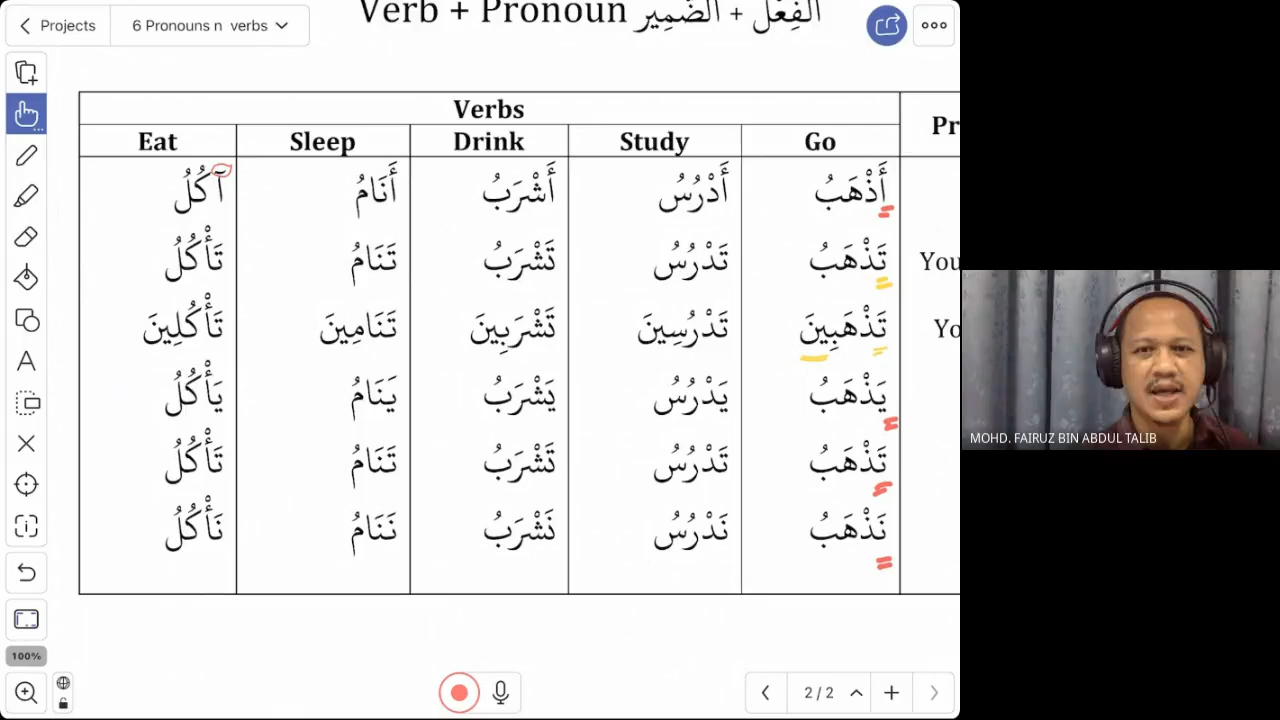 Projects
6 Pronouns n verbs
Verb + Pronoun الْفِعْل + الضَّمِير
Verbs
Eat Sleep Drink Study Go Pr
آكُلُ أَنَامُ أَشْرَبُ أَدْرُسُ أَذْهَبُ
تَأْكُلُ تَنَامُ تَشْرَبُ تَدْرُسُ تَذْهَبُ You
تَأْكُلِينَ تَنَامِينَ تَشْرَبِينَ تَدْرُسِينَ تَذْهَبِينَ Yo
يَأْكُلُ يَنَامُ يَشْرَبُ يَدْرُسُ يَذْهَبُ
تَأْكُلُ تَنَامُ تَشْرَبُ تَدْرُسُ تَذْهَبُ
نَأْكُلُ نَنَامُ نَشْرَبُ نَدْرُسُ نَذْهَبُ
MOHD. FAIRUZ BIN ABDUL TALIB
100%
2/2